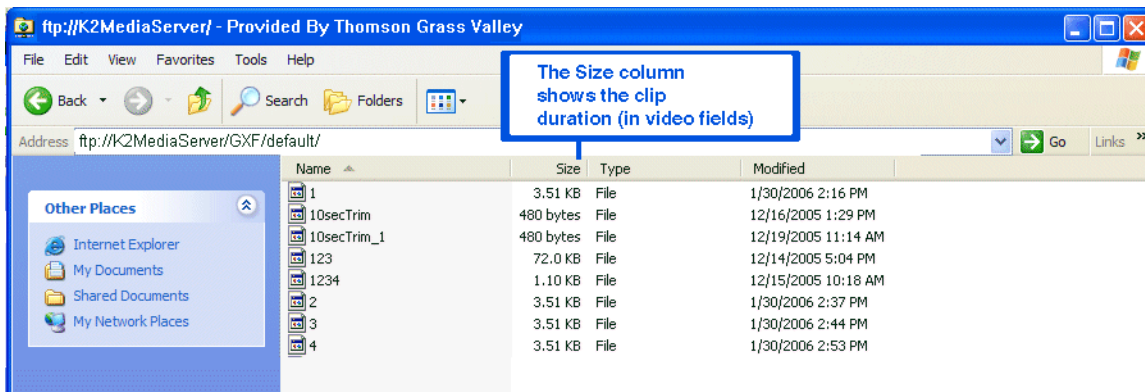 ftp://K2MediaServer/ - Provided By Thomson Grass Valley
File Edit View Favorites Tools Help
The Size column
shows the clip
duration (in video fields)
Back Search Folders
Address ftp://K2MediaServer/GXF/default/ Go Links »
Name Size Type Modified
Other Places
Internet Explorer
My Documents
Shared Documents
My Network Places
1 3.51 KB File 1/30/2006 2:16 PM
10secTrim 480 bytes File 12/16/2005 1:29 PM
10secTrim_1 480 bytes File 12/19/2005 11:14 AM
123 72.0 KB File 12/14/2005 5:04 PM
1234 1.10 KB File 12/15/2005 10:18 AM
2 3.51 KB File 1/30/2006 2:37 PM
3 3.51 KB File 1/30/2006 2:44 PM
4 3.51 KB File 1/30/2006 2:53 PM